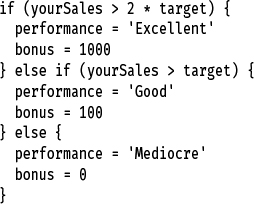 if (yourSales > 2 * target) {
  performance = 'Excellent'
  bonus = 1000
} else if (yourSales > target) {
  performance = 'Good'
  bonus = 100
} else {
  performance = 'Mediocre'
  bonus = 0
}